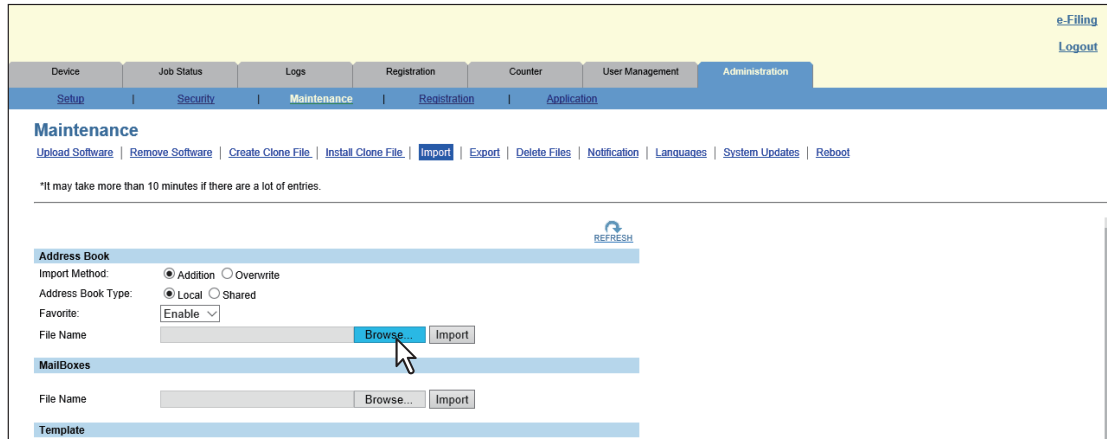 e-Filing
Logout
Device Job Status Logs Registration Counter User Management Administration
Setup | Security | Maintenance | Registration | Application
Maintenance
Upload Software | Remove Software | Create Clone File | Install Clone File | Import | Export | Delete Files | Notification | Languages | System Updates | Reboot
*It may take more than 10 minutes if there are a lot of entries.
REFRESH
Address Book
Import Method: Addition Overwrite
Address Book Type: Local Shared
Favorite: Enable
File Name Browse... Import
MailBoxes
File Name Browse... Import
Template